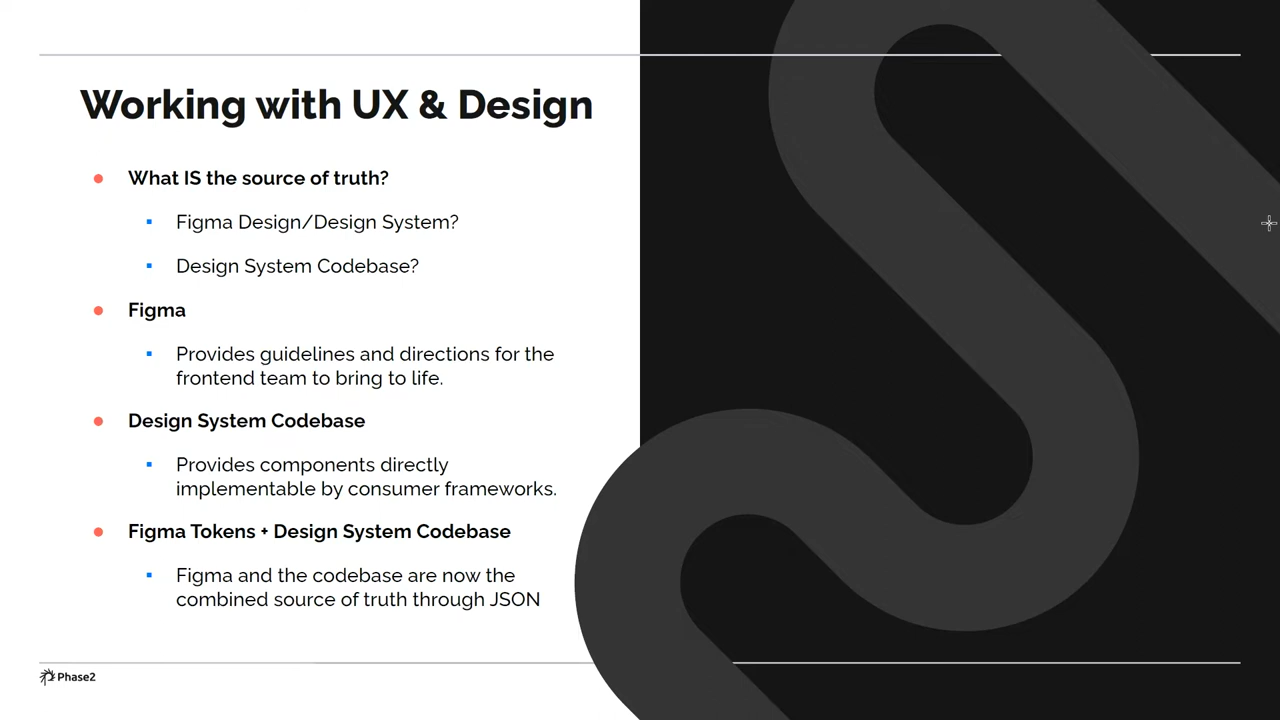 Working with UX & Design
What IS the source of truth?
Figma Design/Design System?
Design System Codebase?
Figma
Provides guidelines and directions for the
frontend team to bring to life.
Design System Codebase
Provides components directly
implementable by consumer frameworks.
Figma Tokens + Design System Codebase
Figma and the codebase are now the
combined source of truth through JSON
Phase2